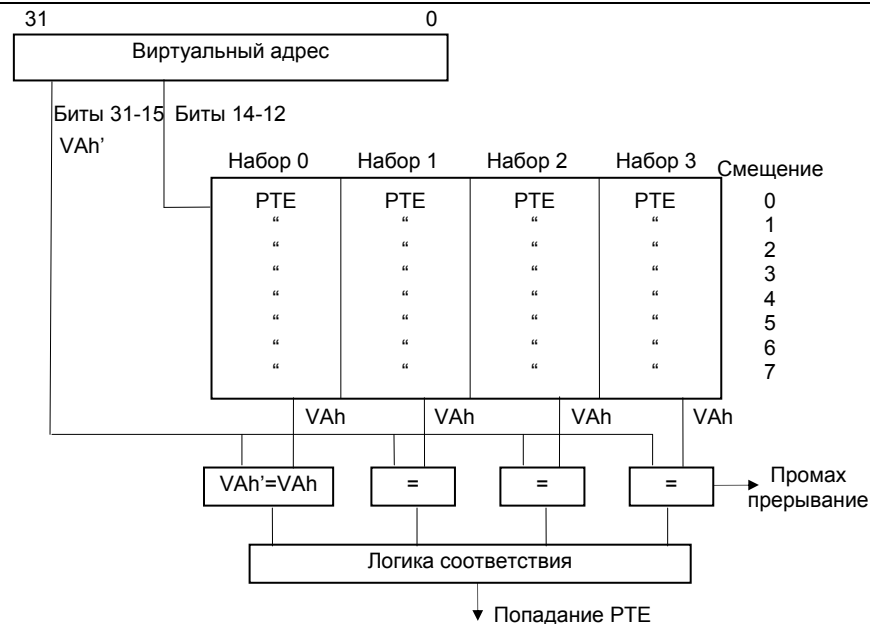 31 0
Виртуальный адрес
Биты 31-15 Биты 14-12
VAh’
Набор 0 Набор 1 Набор 2 Набор 3 Смещение
PTE PTE PTE PTE 0
“ “ “ “ 1
“ “ “ “ 2
“ “ “ “ 3
“ “ “ “ 4
“ “ “ “ 5
“ “ “ “ 6
“ “ “ “ 7
VAh VAh VAh VAh
VAh’=VAh = = = Промах
прерывание
Логика соответствия
Попадание PTE